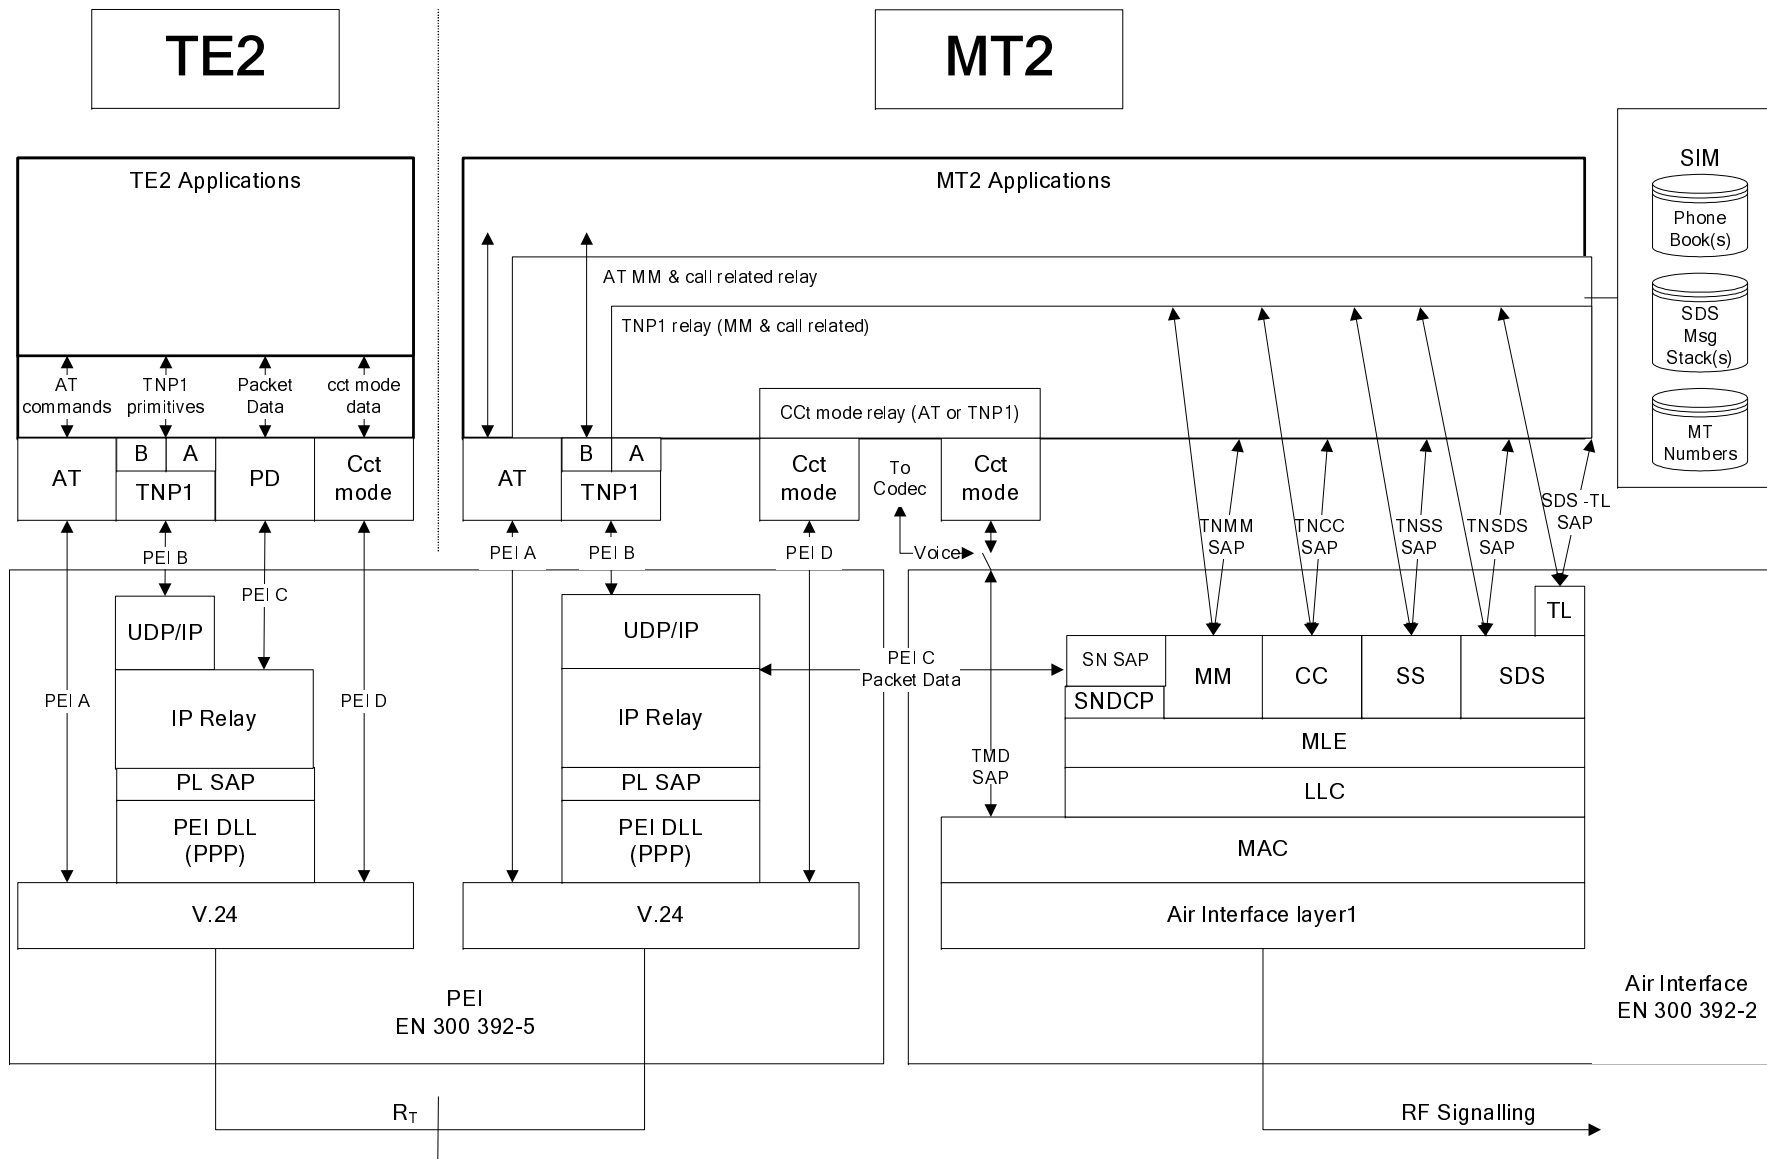 TE2
MT2
SIM
Phone
Book(s)
SDS
Msg
Stack(s)
MT
Numbers
TE2 Applications
MT2 Applications
AT MM & call related relay
TNP1 relay (MM & call related)
AT
commands
TNP1
primitives
Packet
Data
cct mode
data
CCt mode relay (AT or TNP1)
AT
B
A
TNP1
PD
Cct
mode
AT
B
A
TNP1
Cct
mode
To
Codec
Cct
mode
TNMM
SAP
TNCC
SAP
TNSS
SAP
TNSDS
SAP
SDS -TL
SAP
PEI B
PEI A
PEI B
PEI D
Voice
PEI C
UDP/IP
UDP/IP
TL
PEI C
Packet Data
SN SAP
SNDCP
MM
CC
SS
SDS
PEI A
IP Relay
PEI D
IP Relay
MLE
TMD
SAP
PL SAP
PL SAP
LLC
PEI DLL
(PPP)
PEI DLL
(PPP)
MAC
V.24
V.24
Air Interface layer1
PEI
EN 300 392-5
Air Interface
EN 300 392-2
RT
RF Signalling